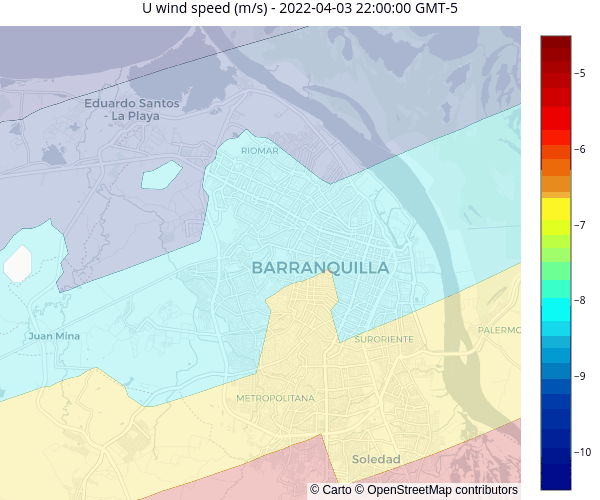 U wind speed (m/s) - 2022-04-03 22:00:00 GMT-5
Eduardo Santos
- La Playa
RIOMAR
BARRANQUILLA
Juan Mina
SURORIENTE
PALERMO
METROPOLITANA
Soledad
© Carto © OpenStreetMap contributors
−5
−6
−7
−8
−9
−10